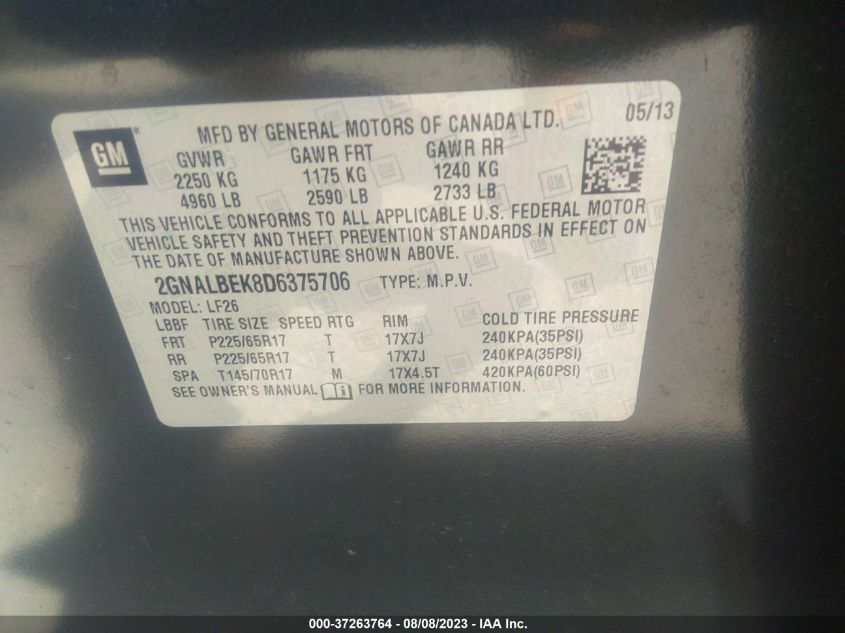 GM ® MFD BY GENERAL MOTORS OF CANADA LTD. 05/13
GVWR GAWR FRT GAWR RR
2250 KG 1175 KG 1240 KG
4960 LB 2590 LB 2733 LB
THIS VEHICLE CONFORMS TO ALL APPLICABLE U.S. FEDERAL MOTOR
VEHICLE SAFETY AND THEFT PREVENTION STANDARDS IN EFFECT ON
THE DATE OF MANUFACTURE SHOWN ABOVE.
2GNALBEK8D6375706 TYPE: M.P.V.
MODEL: LF26
LBBF TIRE SIZE SPEED RTG RIM COLD TIRE PRESSURE
FRT P225/65R17 T 17X7J 240KPA(35PSI)
RR P225/65R17 T 17X7J 240KPA(35PSI)
SPA T145/70R17 M 17X4.5T 420KPA(60PSI)
SEE OWNER'S MANUAL FOR MORE INFORMATION.
000-37263764 - 08/08/2023 - IAA Inc.